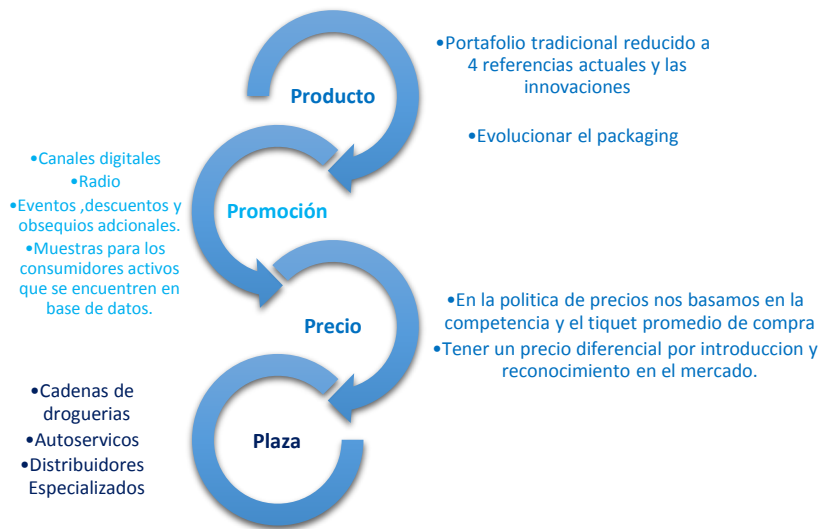 Producto
•Portafolio tradicional reducido a
4 referencias actuales y las
innovaciones
•Evolucionar el packaging
Promoción
•Canales digitales
•Radio
•Eventos ,descuentos y
obsequios adcionales.
•Muestras para los
consumidores activos
que se encuentren en
base de datos.
Precio
•En la politica de precios nos basamos en la
competencia y el tiquet promedio de compra
•Tener un precio diferencial por introduccion y
reconocimiento en el mercado.
Plaza
•Cadenas de
droguerias
•Autoservicos
•Distribuidores
Especializados